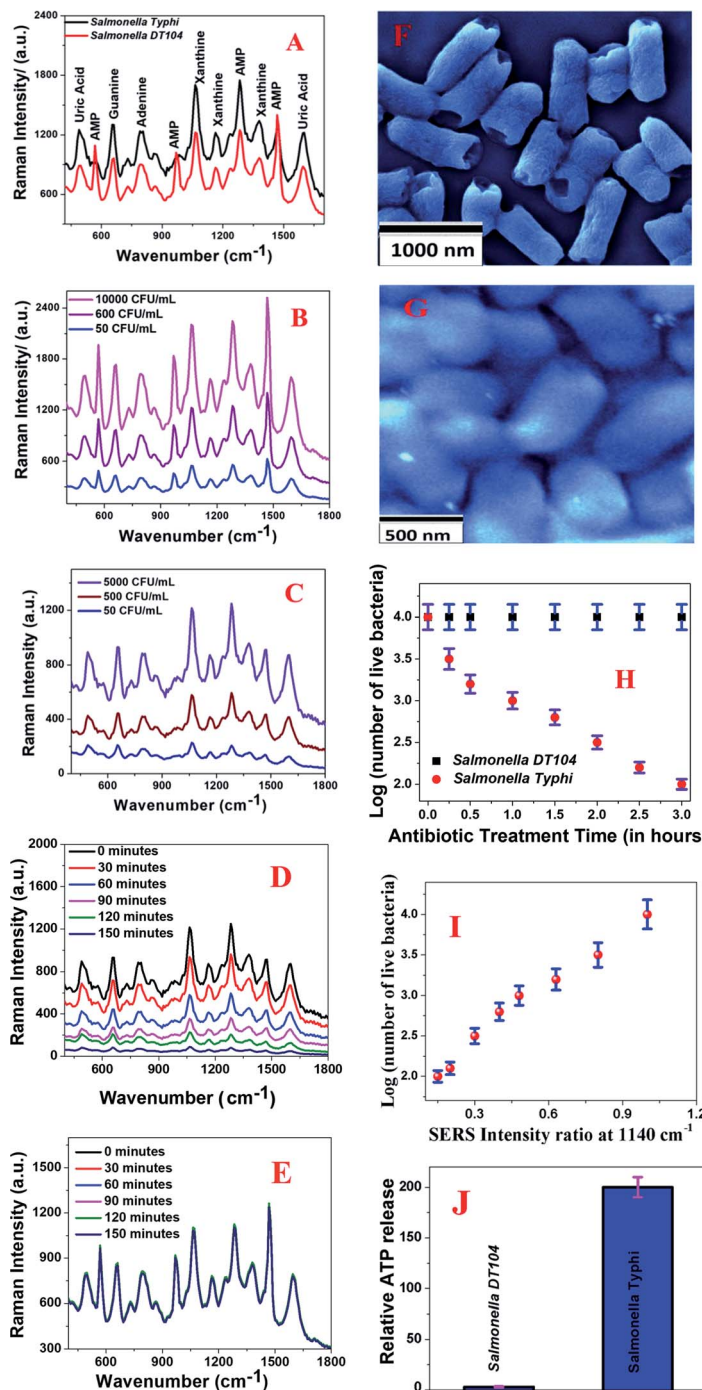 A
Salmonella Typhi
Salmonella DT104
Uric Acid
AMP
Guanine
Adenine
AMP
Xanthine
Xanthine
AMP
Xanthine
AMP
Uric Acid
2400
1800
1200
600
600 900 1200 1500
Raman Intensity/ (a.u.)
Wavenumber (cm-1)
B
10000 CFU/mL
600 CFU/mL
50 CFU/mL
2400
1800
1200
600
600 900 1200 1500 1800
Raman Intensity/ (a.u.)
Wavenumber (cm-1)
C
5000 CFU/mL
500 CFU/mL
50 CFU/mL
1200
800
400
0
600 900 1200 1500 1800
Raman Intensity (a.u.)
Wavenumber (cm-1)
D
0 minutes
30 minutes
60 minutes
90 minutes
120 minutes
150 minutes
2000
1600
1200
800
400
0
600 900 1200 1500 1800
Raman Intensity (a.u.)
Wavenumber (cm-1)
E
0 minutes
30 minutes
60 minutes
90 minutes
120 minutes
150 minutes
1500
1200
900
600
300
600 900 1200 1500 1800
Raman Intensity (a.u.)
Wavenumber (cm-1)
F
1000 nm
G
500 nm
H
4.0
3.5
3.0
2.5
2.0
Salmonella DT104
Salmonella Typhi
0.0 0.5 1.0 1.5 2.0 2.5 3.0
Log (number of live bacteria)
Antibiotic Treatment Time (in hours
I
4.0
3.5
3.0
2.5
2.0
0.3 0.6 0.9 1.2
Log (number of live bacteria)
SERS Intensity ratio at 1140 cm-1
J
200
150
100
50
0
Relative ATP release
Salmonella DT104
Salmonella Typhi